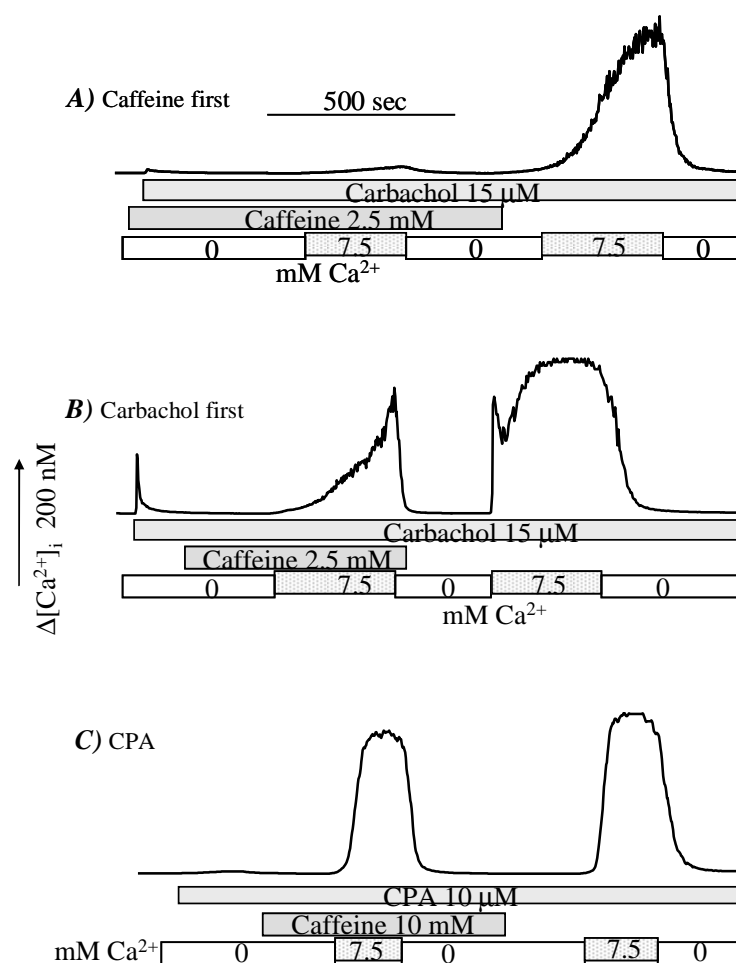 A) Caffeine first
500 sec
Carbachol 15 μM
Caffeine 2.5 mM
0 7.5 0 7.5 0
mM Ca²⁺
B) Carbachol first
Δ[Ca²⁺]i 200 nM
Carbachol 15 μM
Caffeine 2.5 mM
0 7.5 0 7.5 0
mM Ca²⁺
C) CPA
CPA 10 μM
Caffeine 10 mM
mM Ca²⁺ 0 7.5 0 7.5 0